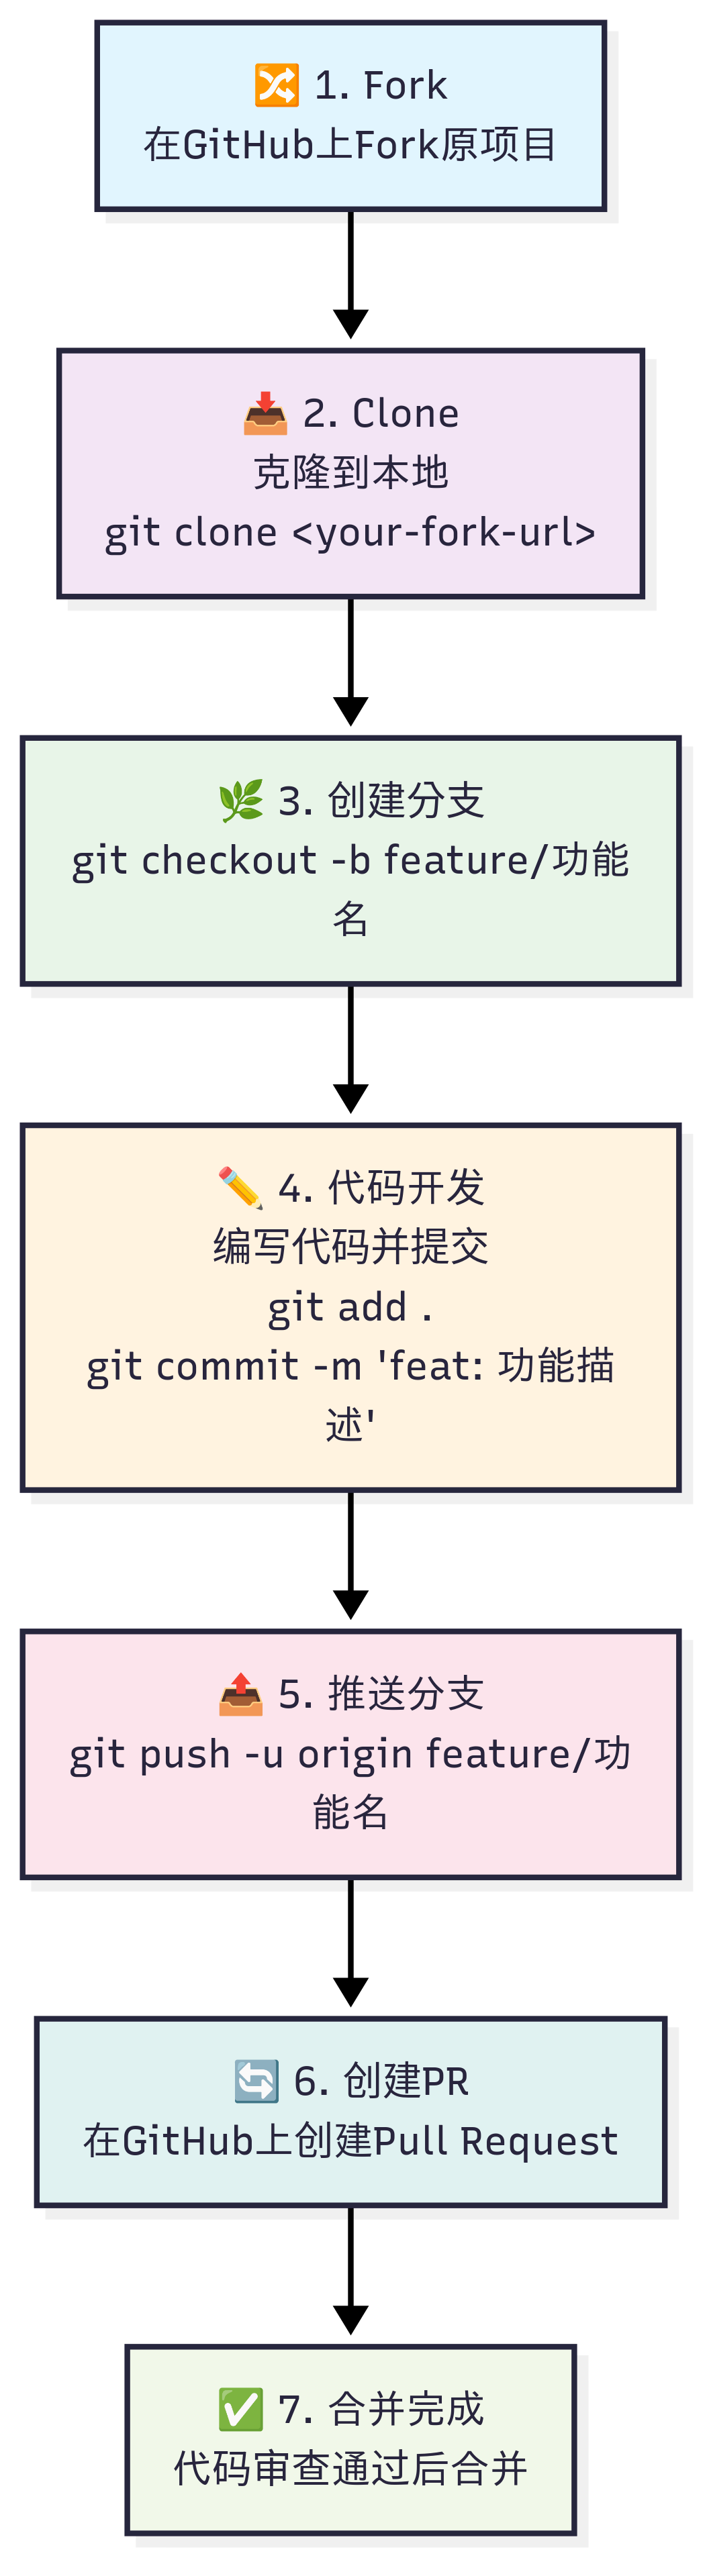 🔀 1. Fork
在GitHub上Fork原项目
📥 2. Clone
克隆到本地
git clone <your-fork-url>
🌿 3. 创建分支
git checkout -b feature/功能
名
✏️ 4. 代码开发
编写代码并提交
git add .
git commit -m 'feat: 功能描
述'
📤 5. 推送分支
git push -u origin feature/功
能名
🔄 6. 创建PR
在GitHub上创建Pull Request
✅ 7. 合并完成
代码审查通过后合并